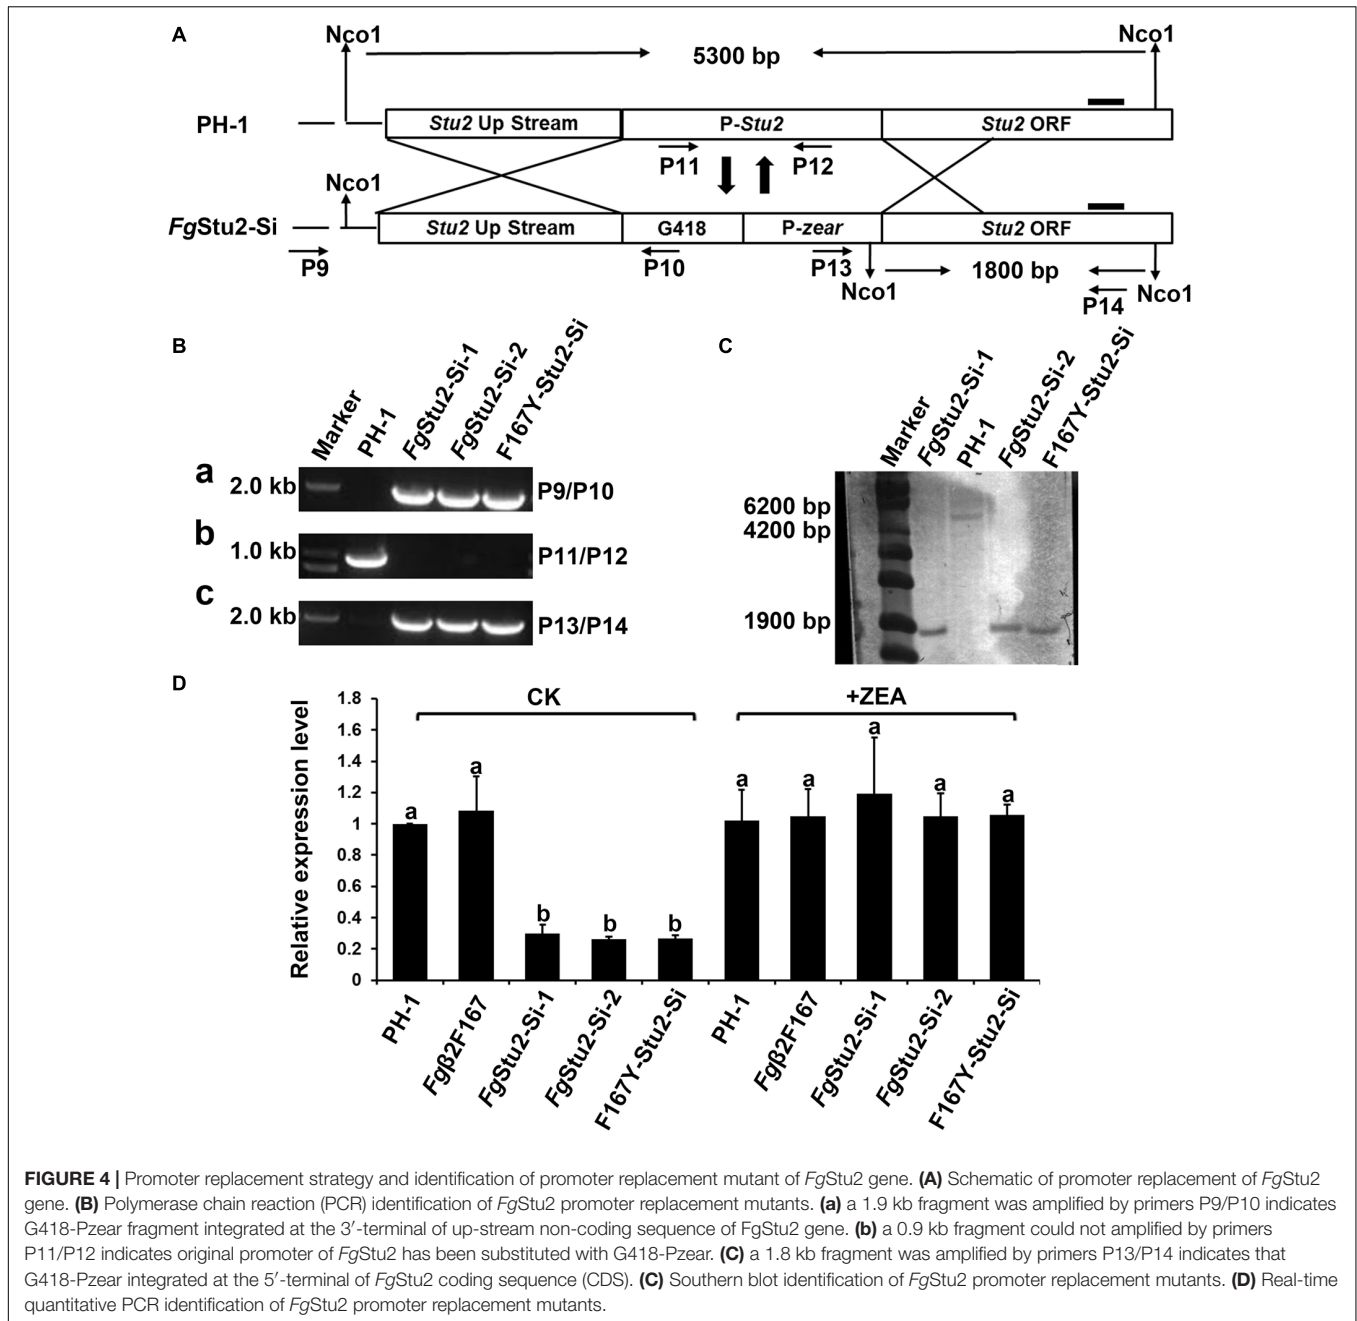 A
Nco1
Nco1
5300 bp
PH-1
Stu2 Up Stream
P-Stu2
Stu2 ORF
P11
P12
Nco1
FgStu2-Si
Stu2 Up Stream
G418
P-zear
Stu2 ORF
P9
P10
P13
Nco1
1800 bp
Nco1
P14
B
Marker
PH-1
FgStu2-Si-1
FgStu2-Si-2
F167Y-Stu2-Si
a
2.0 kb
P9/P10
b
1.0 kb
P11/P12
c
2.0 kb
P13/P14
C
Marker
FgStu2-Si-1
PH-1
FgStu2-Si-2
F167Y-Stu2-Si
6200 bp
4200 bp
1900 bp
D
Relative expression level
1.8
1.6
1.4
1.2
1
0.8
0.6
0.4
0.2
0
CK
+ZEA
a
a
b
b
b
a
a
a
a
a
PH-1
Fgβ2F167
FgStu2-Si-1
FgStu2-Si-2
F167Y-Stu2-Si
PH-1
Fgβ2F167
FgStu2-Si-1
FgStu2-Si-2
F167Y-Stu2-Si
FIGURE 4 | Promoter replacement strategy and identification of promoter replacement mutant of FgStu2 gene. (A) Schematic of promoter replacement of FgStu2
gene. (B) Polymerase chain reaction (PCR) identification of FgStu2 promoter replacement mutants. (a) a 1.9 kb fragment was amplified by primers P9/P10 indicates
G418-Pzear fragment integrated at the 3′-terminal of up-stream non-coding sequence of FgStu2 gene. (b) a 0.9 kb fragment could not amplified by primers
P11/P12 indicates original promoter of FgStu2 has been substituted with G418-Pzear. (C) a 1.8 kb fragment was amplified by primers P13/P14 indicates that
G418-Pzear integrated at the 5′-terminal of FgStu2 coding sequence (CDS). (C) Southern blot identification of FgStu2 promoter replacement mutants. (D) Real-time
quantitative PCR identification of FgStu2 promoter replacement mutants.